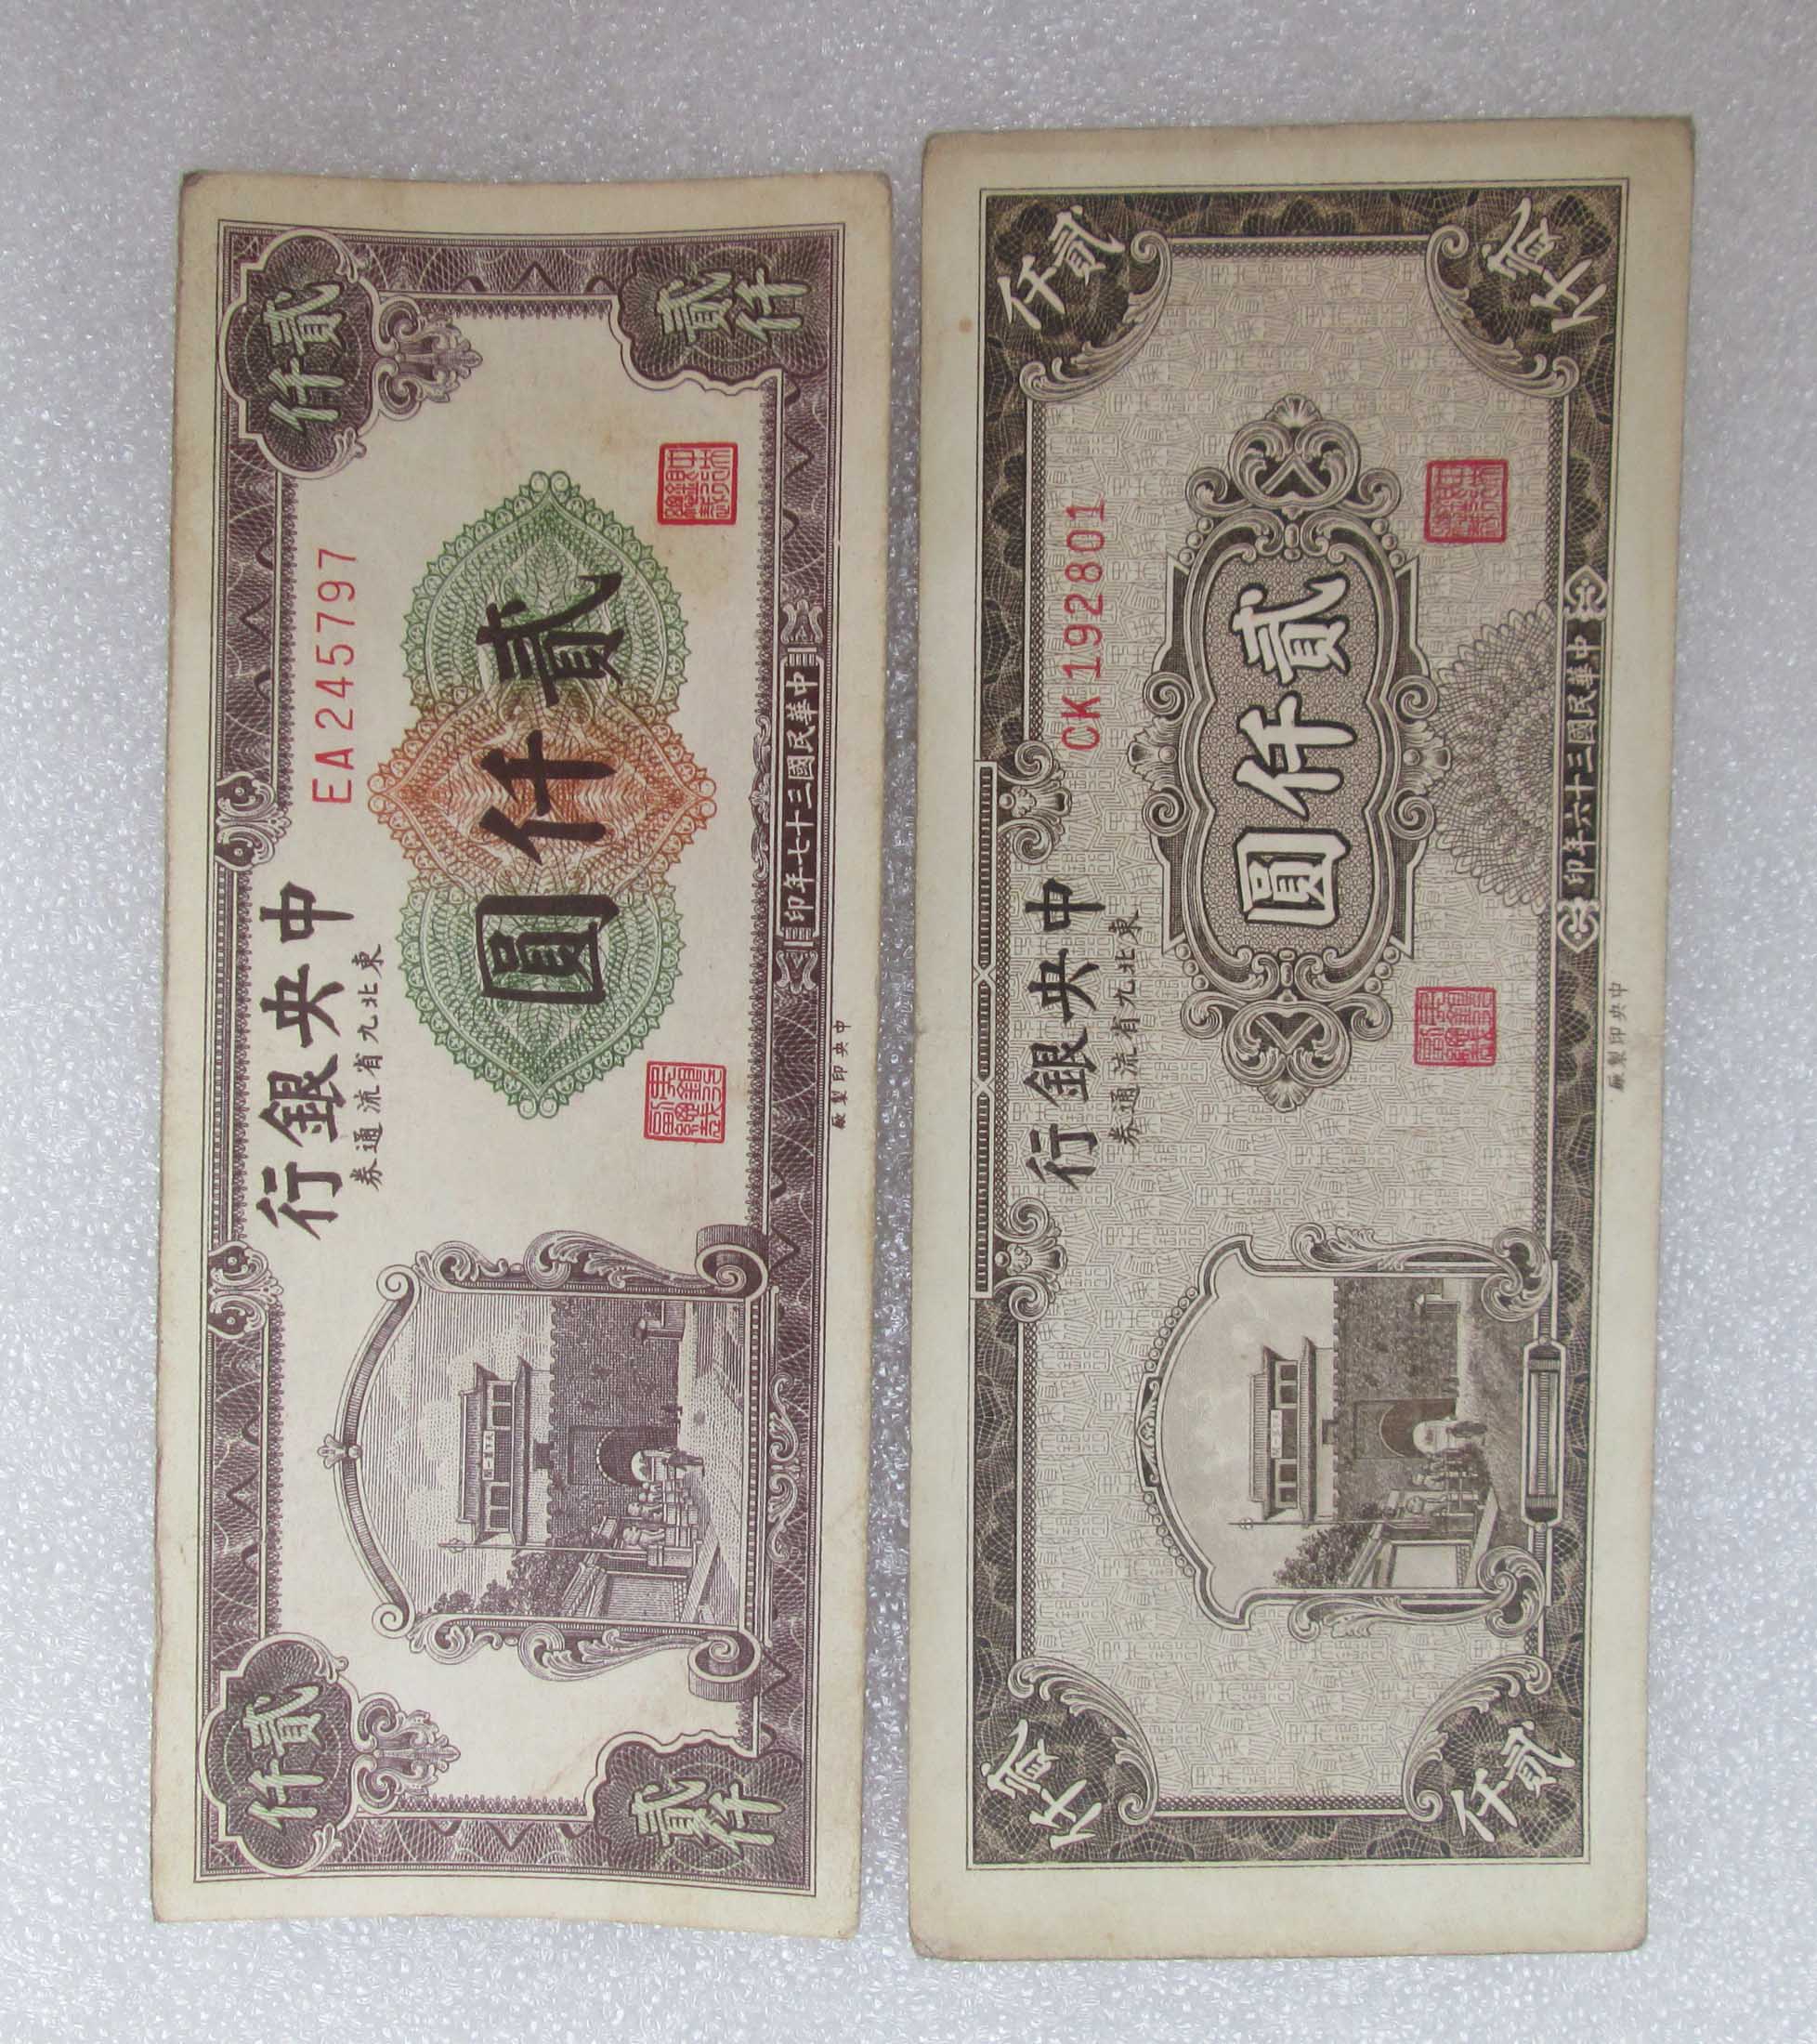 貳仟
中央銀行
貳仟
東北九省流通券
EA245797
貳仟圓
貳仟
中華民國三十七年印
貳仟
中央印製廠
貳仟
中央銀行
貳仟
東北九省流通券
CK192801
貳仟圓
貳仟
中華民國三十六年印
貳仟
中央印製廠